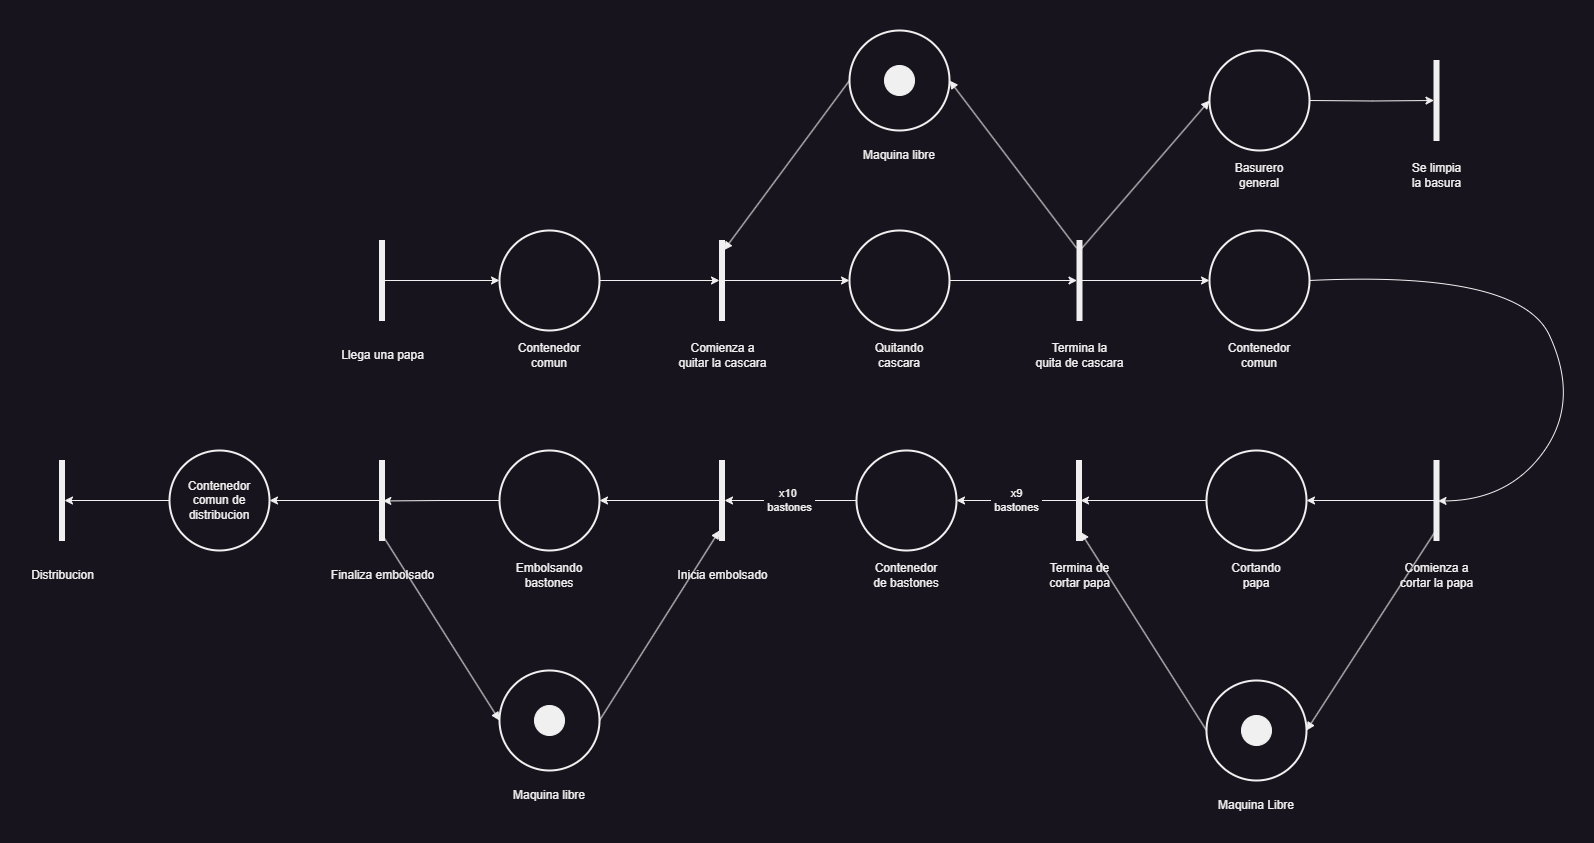 Maquina libre
Basurero
general
Se limpia
la basura
Llega una papa
Contenedor
comun
Comienza a
quitar la cascara
Quitando
cascara
Termina la
quita de cascara
Contenedor
comun
Contenedor
comun de
distribucion
x10
bastones
x9
bastones
Distribucion
Finaliza embolsado
Embolsando
bastones
Inicia embolsado
Contenedor
de bastones
Termina de
cortar papa
Cortando
papa
Comienza a
cortar la papa
Maquina libre
Maquina Libre